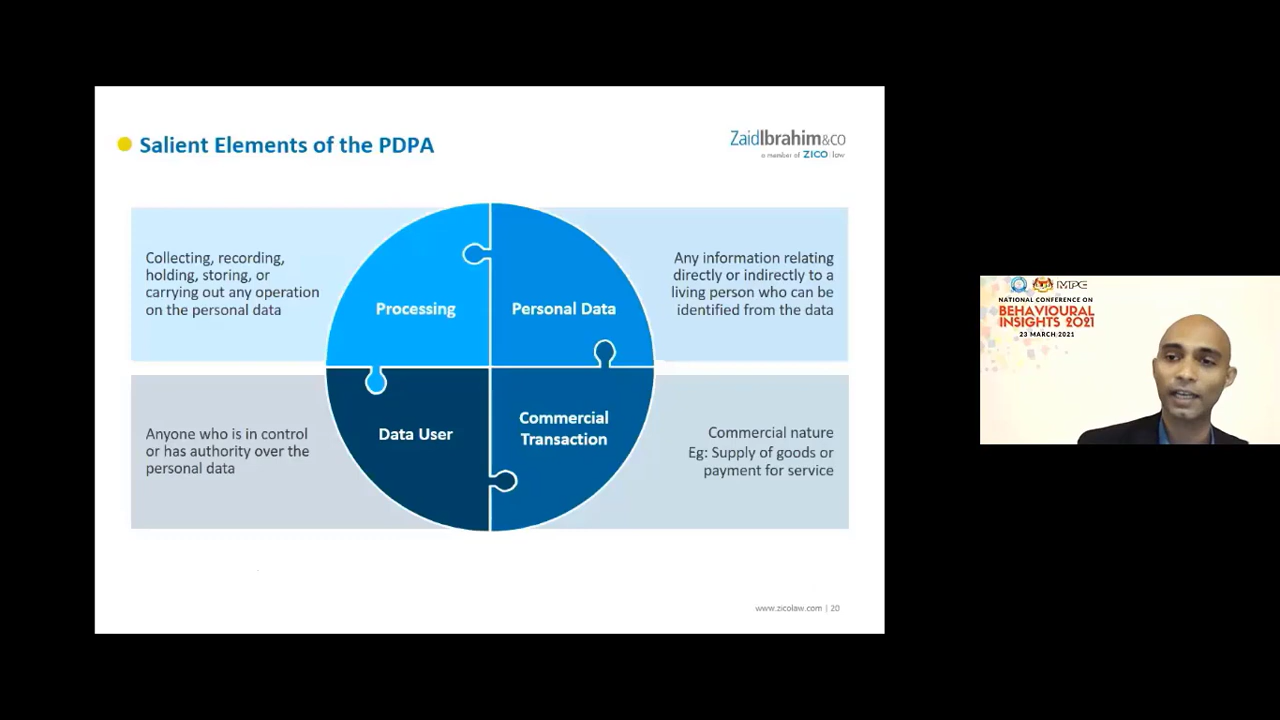 Salient Elements of the PDPA
ZaidIbrahim&co
a member of ZICO law
Collecting, recording,
holding, storing, or
carrying out any operation
on the personal data
Processing
Personal Data
Any information relating
directly or indirectly to a
living person who can be
identified from the data
Anyone who is in control
or has authority over the
personal data
Data User
Commercial
Transaction
Commercial nature
Eg: Supply of goods or
payment for service
www.zicolaw.com | 20
MPC
NATIONAL CONFERENCE ON
BEHAVIOURAL
INSIGHTS 2021
23 MARCH 2021